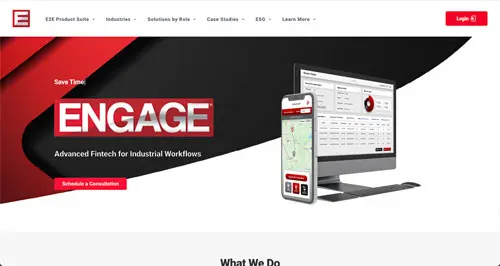 E
E2E Product Suite
Industries
Solutions by Role
Case Studies
ESG
Learn More
Login
Save Time
ENGAGE
Advanced Fintech for Industrial Workflows
Schedule a Consultation
What We Do